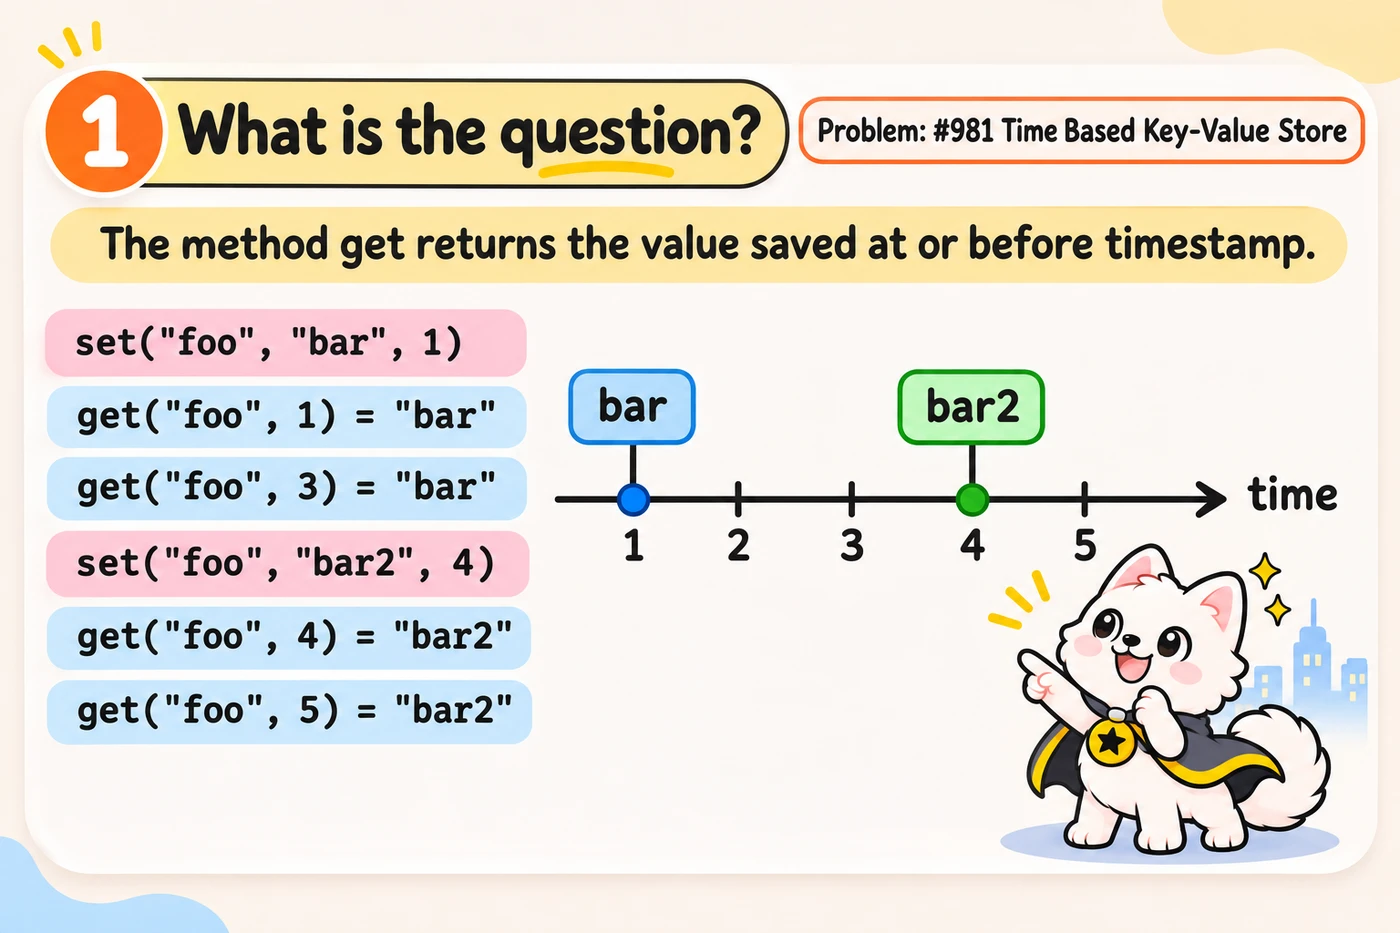 1
What is the question?
Problem: #981 Time Based Key-Value Store
The method get returns the value saved at or before timestamp.
set("foo", "bar", 1)
get("foo", 1) = "bar"
get("foo", 3) = "bar"
set("foo", "bar2", 4)
get("foo", 4) = "bar2"
get("foo", 5) = "bar2"
bar
bar2
time
1 2 3 4 5